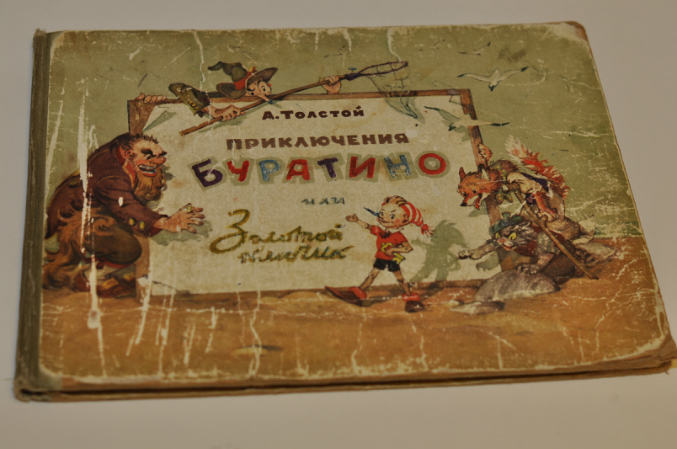 А. ТОЛСТОЙ
ПРИКЛЮЧЕНИЯ
БУРАТИНО
ИЛИ
Золотой
ключик